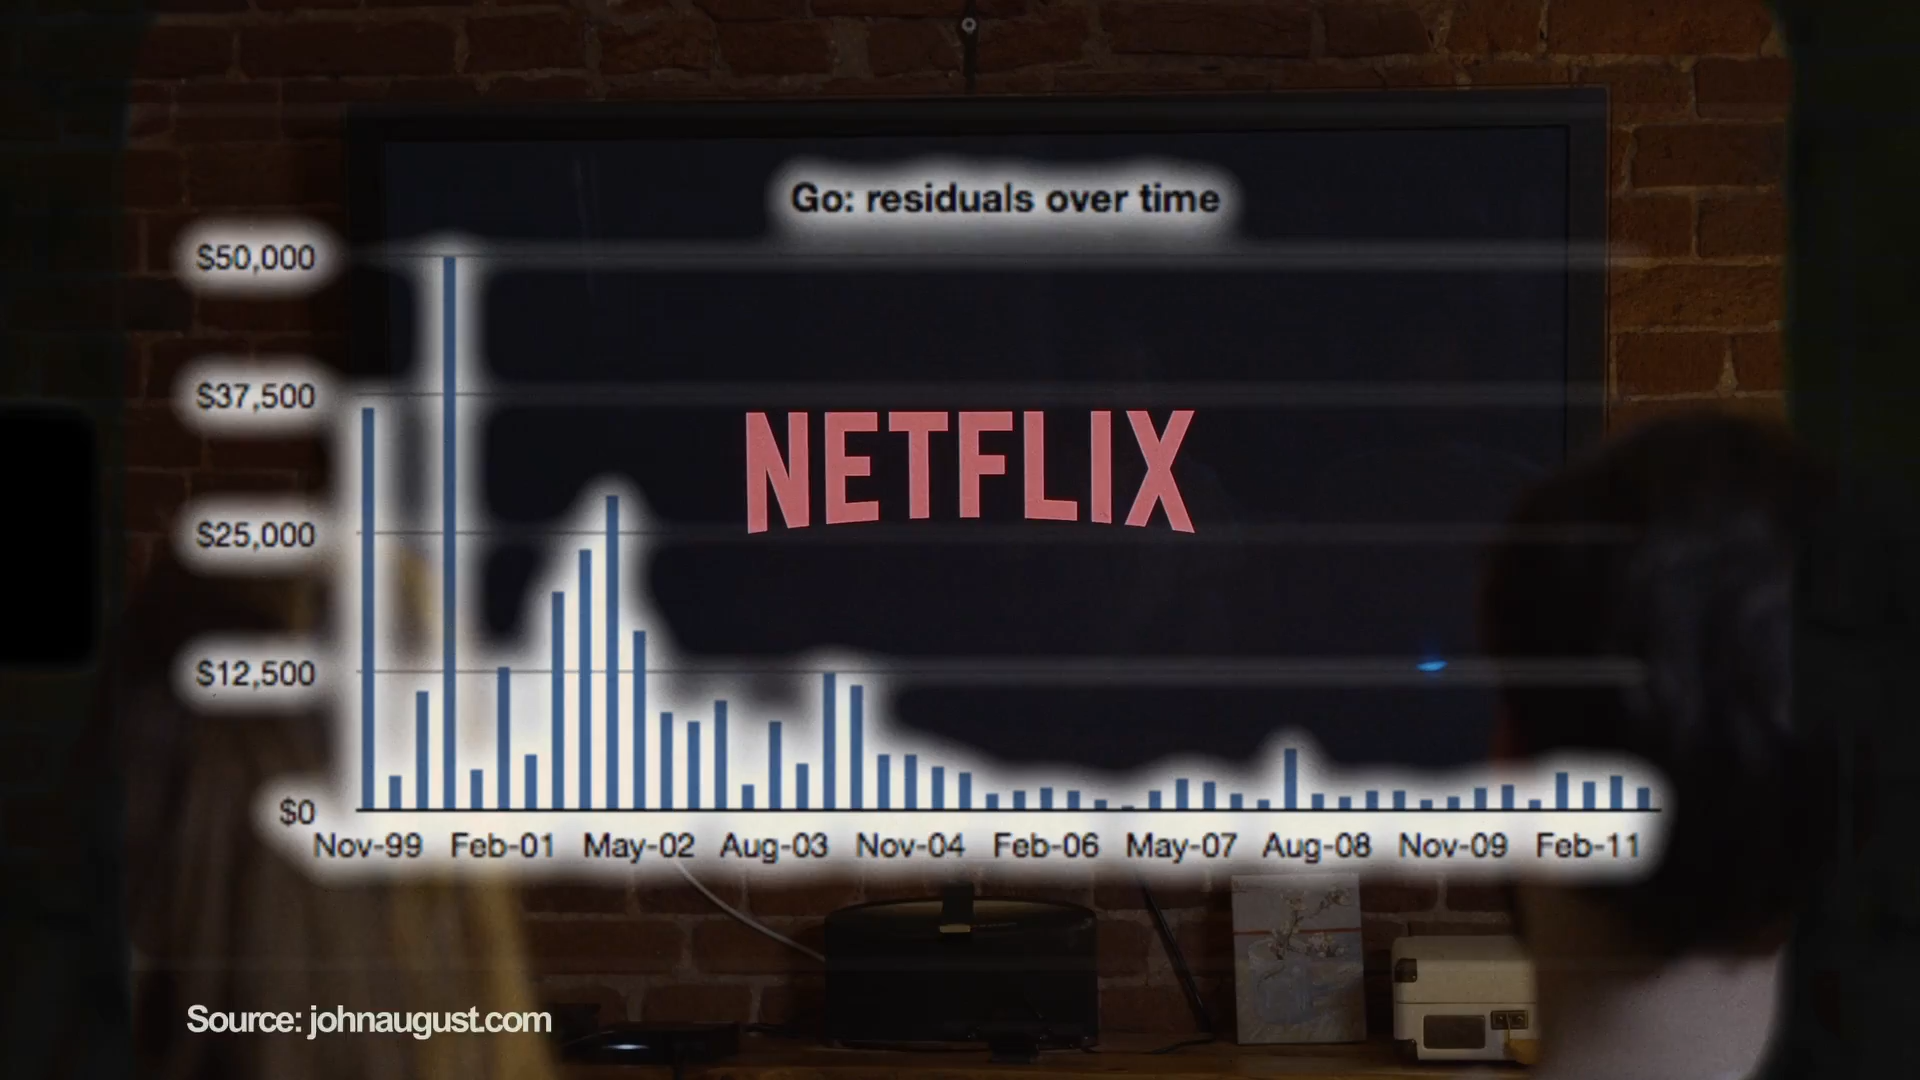 Go: residuals over time
$50,000
$37,500
NETFLIX
$25,000
$12,500
$0
Nov-99 Feb-01 May-02 Aug-03 Nov-04 Feb-06 May-07 Aug-08 Nov-09 Feb-11
Source: johnaugust.com